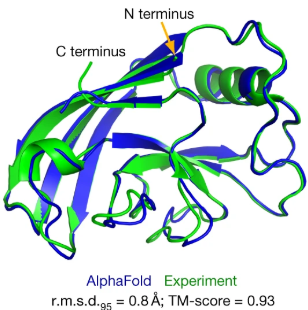 N terminus
C terminus
AlphaFold Experiment
r.m.s.d.95 = 0.8 Å; TM-score = 0.93